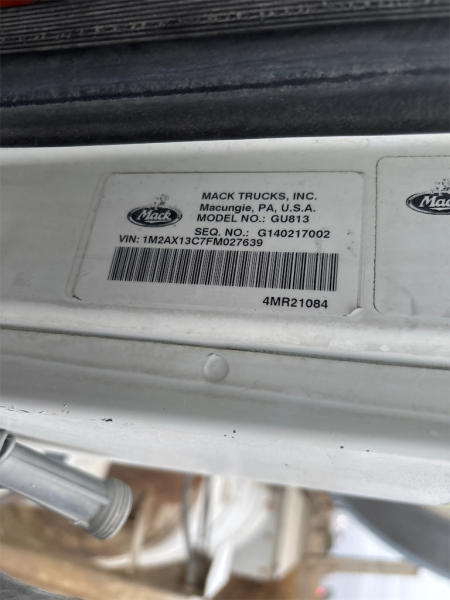 Mack
MACK TRUCKS, INC.
Macungie, PA, U.S.A.
MODEL NO.: GU813
SEQ. NO.: G140217002
VIN: 1M2AX13C7FM027639
4MR21084
Mack